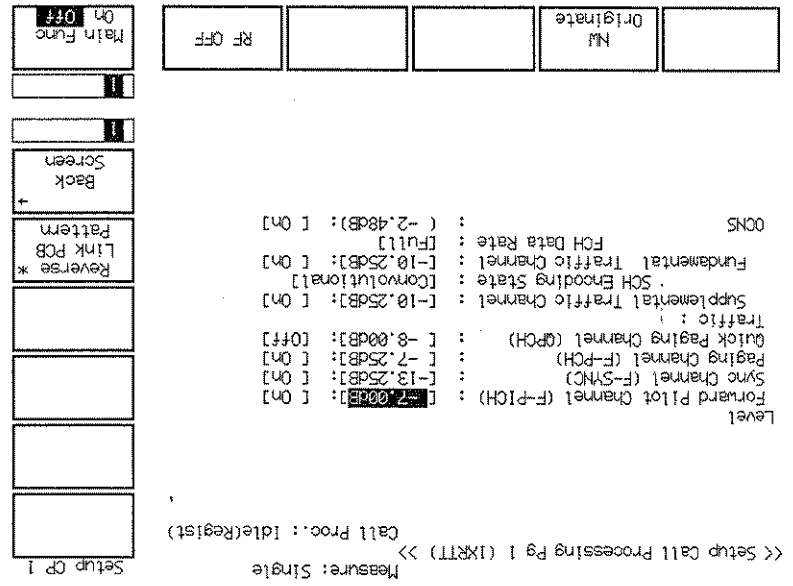 Measure: Single
<< Setup Call Processing Pg 1 (1XRTT) >>
Call Proc.: Idle(Regist)
Level
Forward Pilot Channel (F-PICH) : [ -7.00dB]: [ On ]
Sync Channel (F-SYNC) : [-13.25dB]: [ On ]
Paging Channel (F-PCH) : [ -7.25dB]: [ On ]
Quick Paging Channel (QPCH) : [ -8.00dB]: [Off]
Traffic :
Supplemental Traffic Channel : [-10.25dB]: [ On ]
SCH Encoding State : [Convolutional]
Fundamental Traffic Channel : [-10.25dB]: [ On ]
FCH Data Rate : [Full]
OCNS : ( -2.48dB): [ On ]
Setup CP 1
Reverse *
Link PCB
Pattern
→
Back
Screen
1
1
NW
Originate
RF OFF
Main Func
On Off